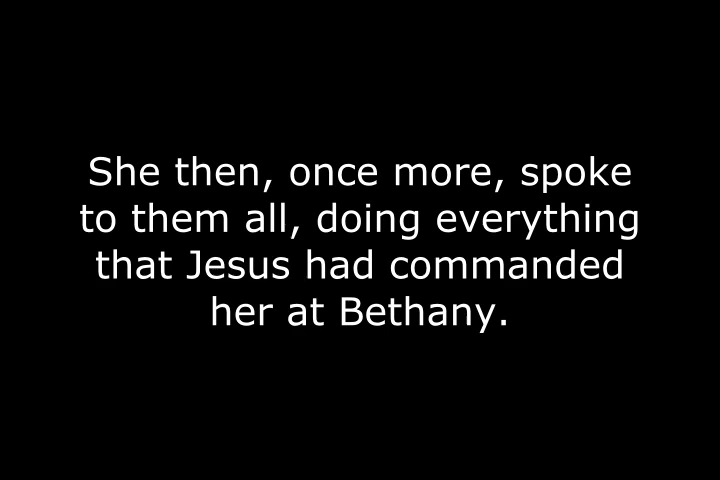 She then, once more, spoke
to them all, doing everything
that Jesus had commanded
her at Bethany.